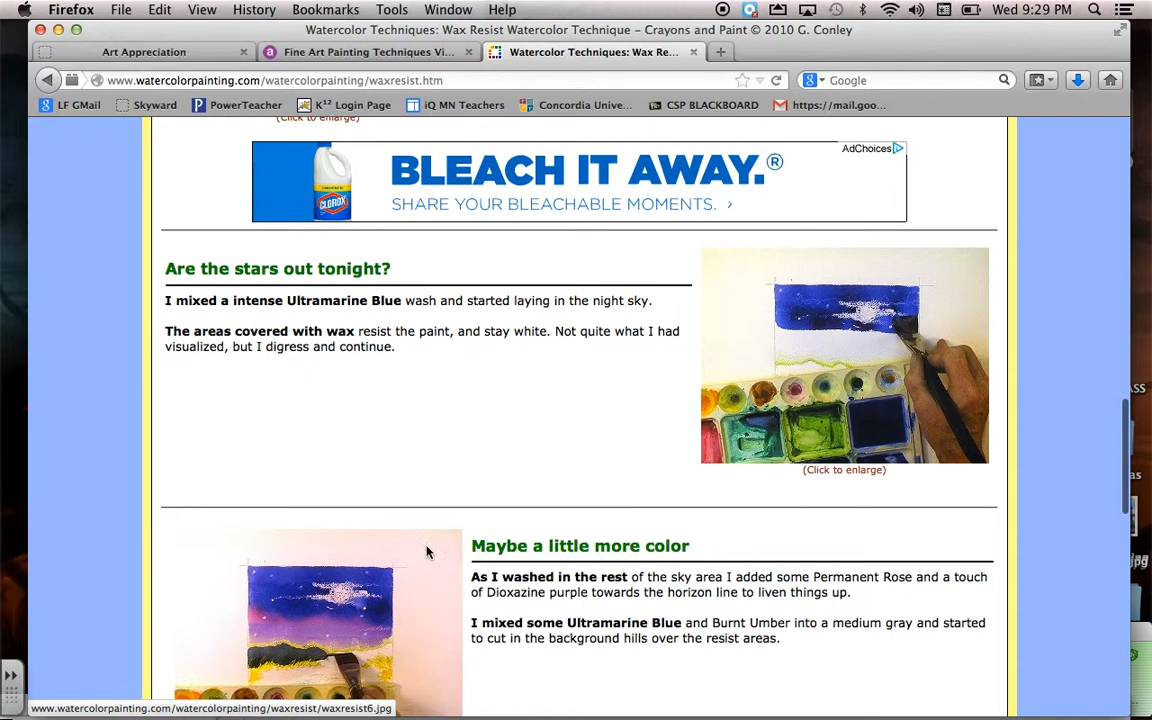 Firefox File Edit View History Bookmarks Tools Window Help Wed 9:29 PM
Watercolor Techniques: Wax Resist Watercolor Technique – Crayons and Paint © 2010 G. Conley
Art Appreciation Fine Art Painting Techniques Vi... Watercolor Techniques: Wax Re...
www.watercolorpainting.com/watercolorpainting/waxresist.htm Google
LF GMail Skyward PowerTeacher K¹² Login Page iQ MN Teachers Concordia Unive... CSP BLACKBOARD https://mail.goo...
(Click to enlarge)
AdChoices
BLEACH IT AWAY.®
CLOROX
SHARE YOUR BLEACHABLE MOMENTS. ›
Are the stars out tonight?
I mixed a intense Ultramarine Blue wash and started laying in the night sky.
The areas covered with wax resist the paint, and stay white. Not quite what I had
visualized, but I digress and continue.
(Click to enlarge)
Maybe a little more color
As I washed in the rest of the sky area I added some Permanent Rose and a touch
of Dioxazine purple towards the horizon line to liven things up.
I mixed some Ultramarine Blue and Burnt Umber into a medium gray and started
to cut in the background hills over the resist areas.
www.watercolorpainting.com/watercolorpainting/waxresist/waxresist6.jpg